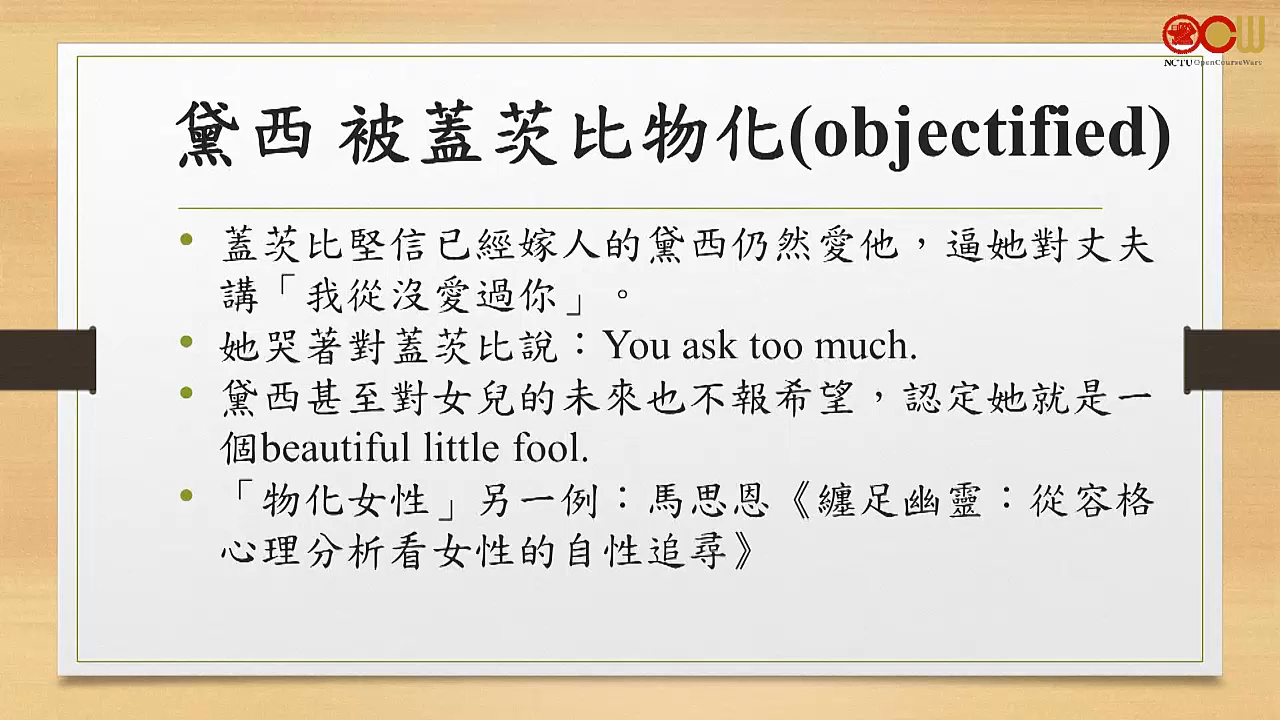 OCW
NCTU OpenCourseWare
黛西 被蓋茨比物化(objectified)
• 蓋茨比堅信已經嫁人的黛西仍然愛他，逼她對丈夫
講「我從沒愛過你」。
• 她哭著對蓋茨比說：You ask too much.
• 黛西甚至對女兒的未來也不報希望，認定她就是一
個beautiful little fool.
• 「物化女性」另一例：馬思恩《纏足幽靈：從容格
心理分析看女性的自性追尋》